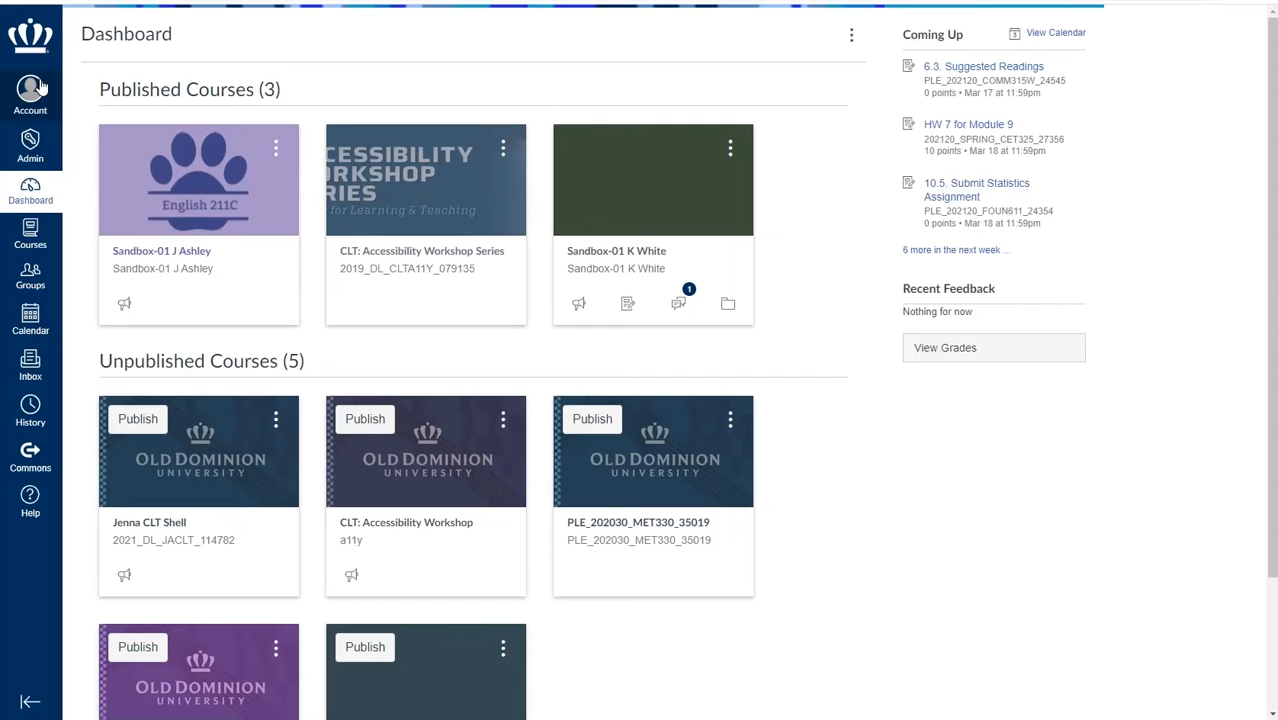 Account
Admin
Dashboard
Courses
Groups
Calendar
Inbox
History
Commons
Help
Dashboard
Published Courses (3)
English 211C
Sandbox-01 J Ashley
Sandbox-01 J Ashley
CESSIBILITY
RKSHOP
RIES
for Learning & Teaching
CLT: Accessibility Workshop Series
2019_DL_CLTA11Y_079135
Sandbox-01 K White
Sandbox-01 K White
1
Unpublished Courses (5)
Publish
OLD DOMINION
UNIVERSITY
Jenna CLT Shell
2021_DL_JACLT_114782
Publish
OLD DOMINION
UNIVERSITY
CLT: Accessibility Workshop
a11y
Publish
OLD DOMINION
UNIVERSITY
PLE_202030_MET330_35019
PLE_202030_MET330_35019
Publish
OLD DOMINION
UNIVERSITY
Publish
Coming Up
View Calendar
6.3. Suggested Readings
PLE_202120_COMM315W_24545
0 points • Mar 17 at 11:59pm
HW 7 for Module 9
202120_SPRING_CET325_27356
10 points • Mar 18 at 11:59pm
10.5. Submit Statistics
Assignment
PLE_202120_FOUN611_24354
0 points • Mar 18 at 11:59pm
6 more in the next week ...
Recent Feedback
Nothing for now
View Grades